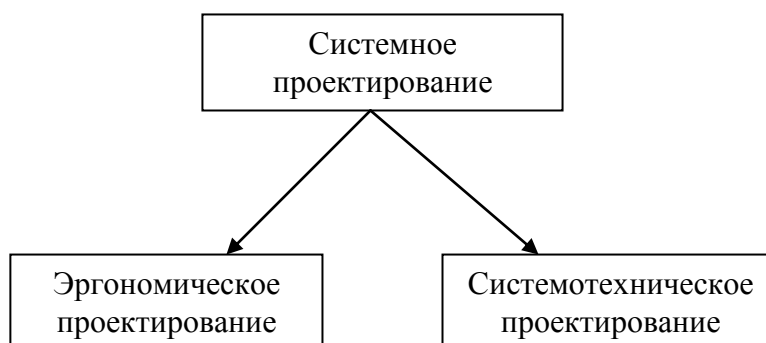 Системное
проектирование
Эргономическое
проектирование
Системотехническое
проектирование